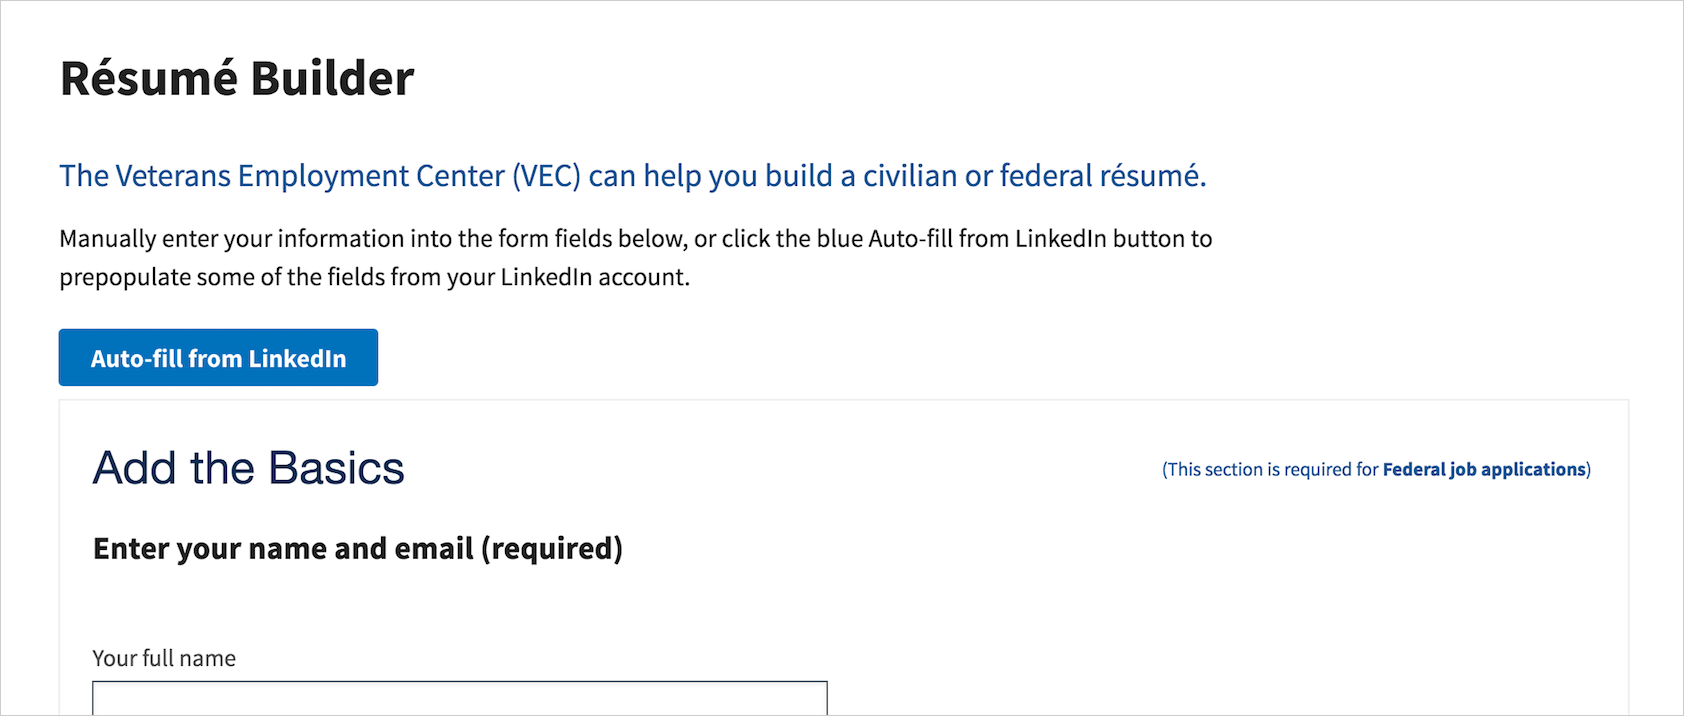 Résumé Builder
The Veterans Employment Center (VEC) can help you build a civilian or federal résumé.
Manually enter your information into the form fields below, or click the blue Auto-fill from LinkedIn button to
prepopulate some of the fields from your LinkedIn account.
Auto-fill from LinkedIn
Add the Basics
(This section is required for Federal job applications)
Enter your name and email (required)
Your full name